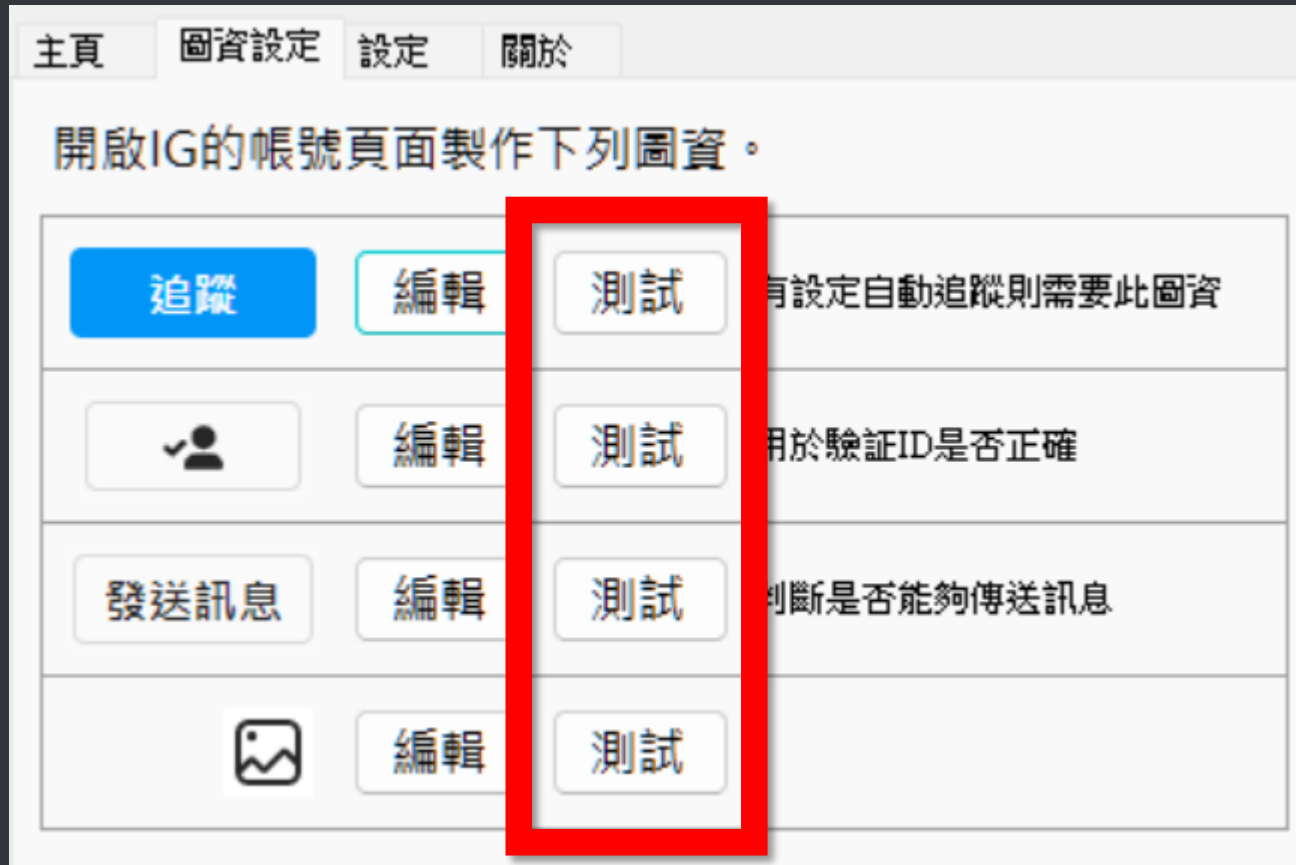 主頁 圖資設定 設定 關於
開啟IG的帳號頁面製作下列圖資。
追蹤 編輯 測試 有設定自動追蹤則需要此圖資
編輯 測試 用於驗証ID是否正確
發送訊息 編輯 測試 判斷是否能夠傳送訊息
編輯 測試